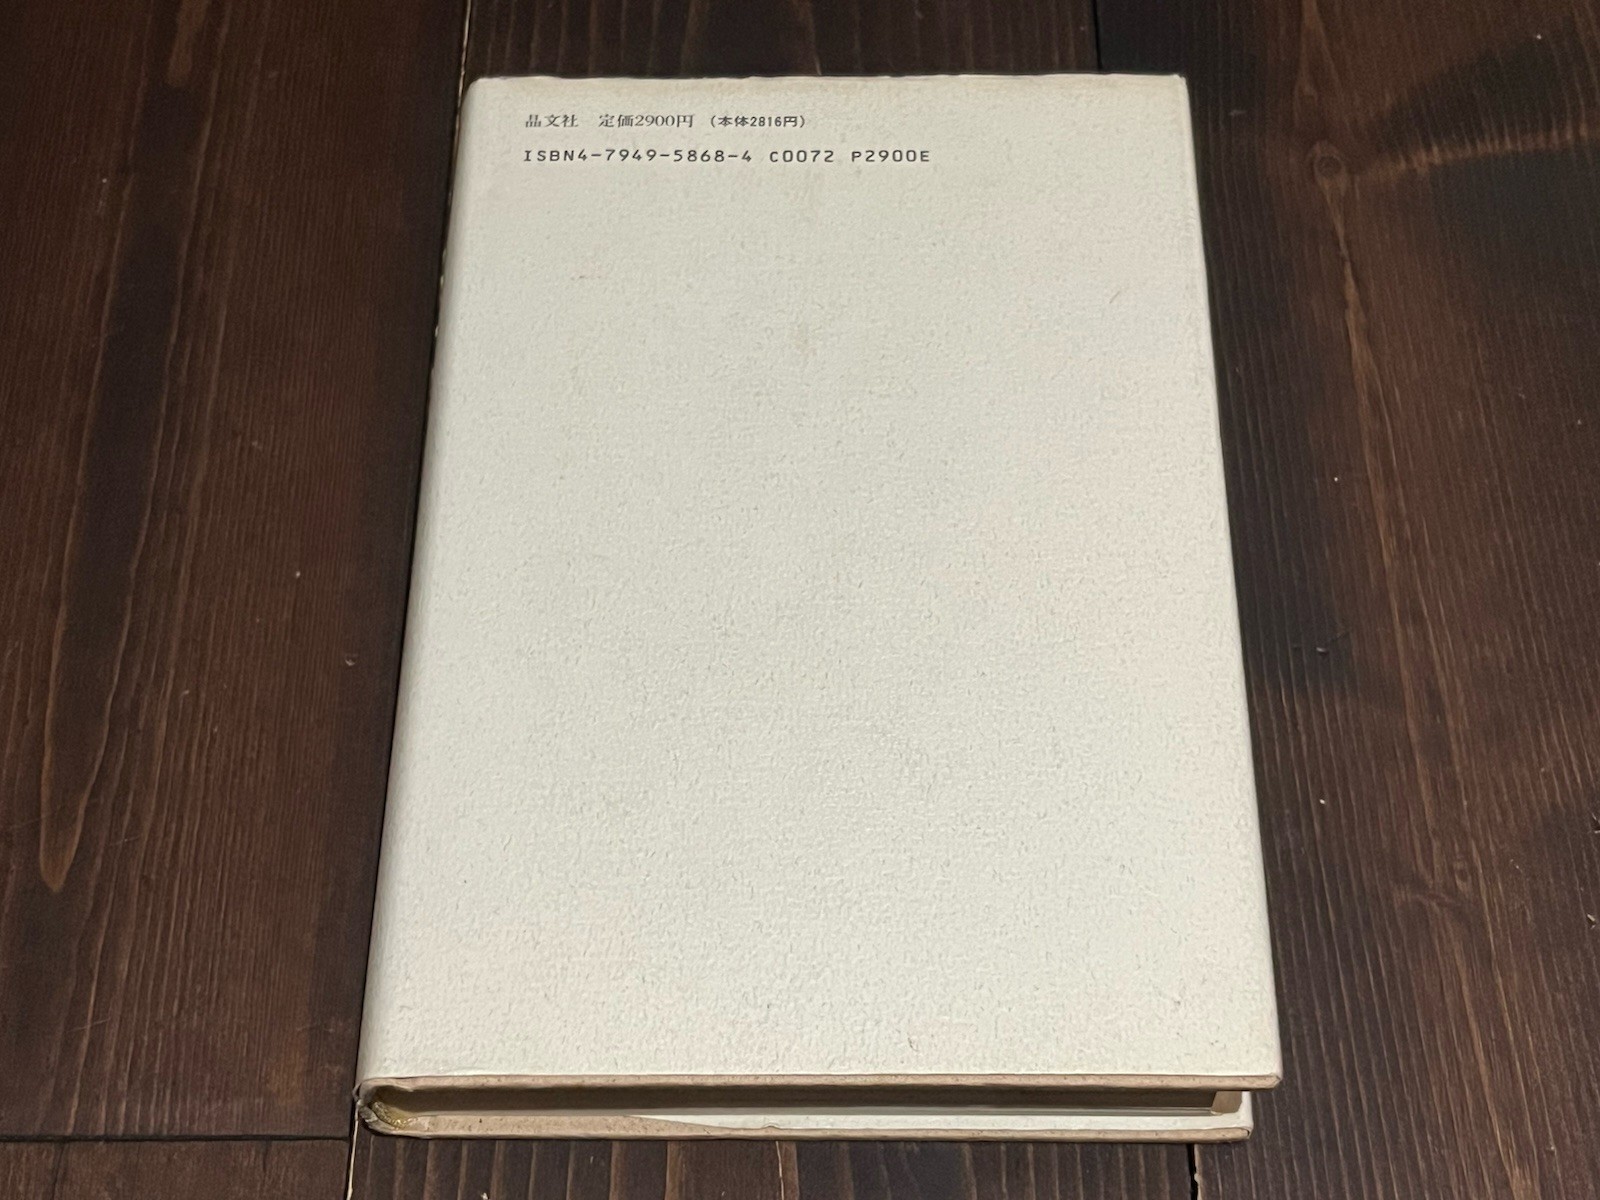 晶文社　定価2900円（本体2816円）
ISBN4-7949-5868-4 C0072 P2900E